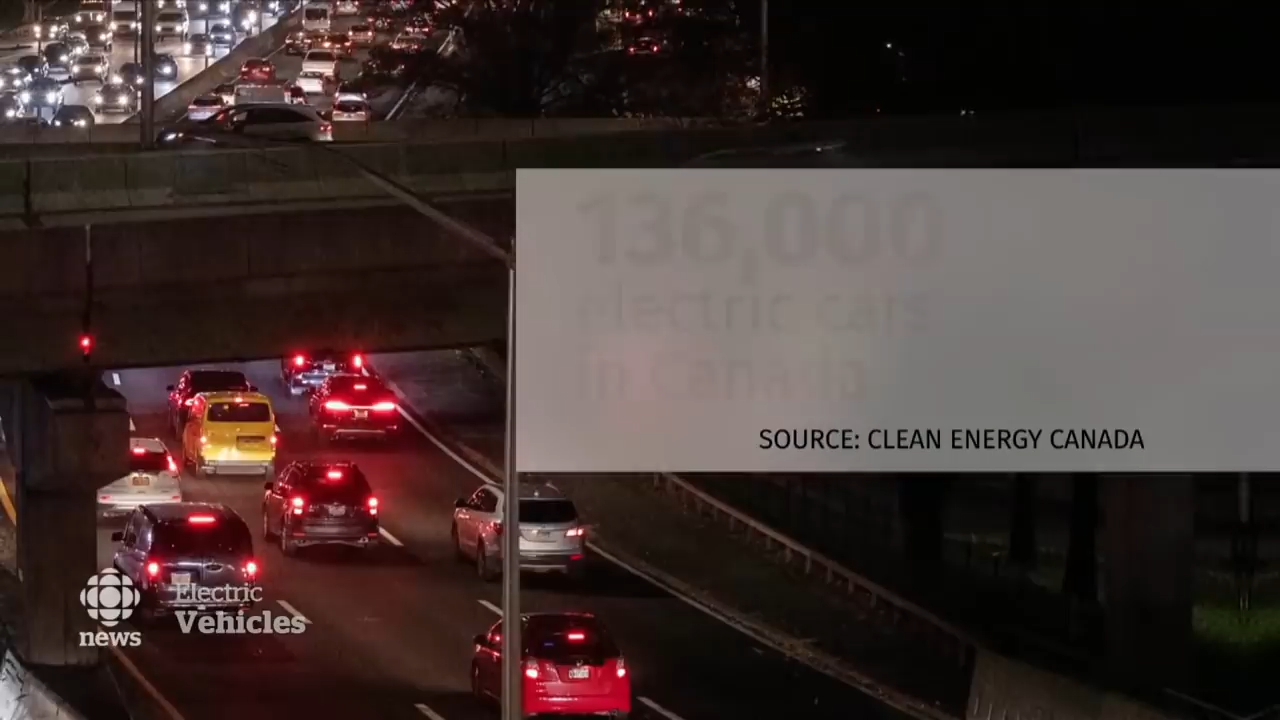 136,000
electric cars
in Canada
SOURCE: CLEAN ENERGY CANADA
Electric
Vehicles
news